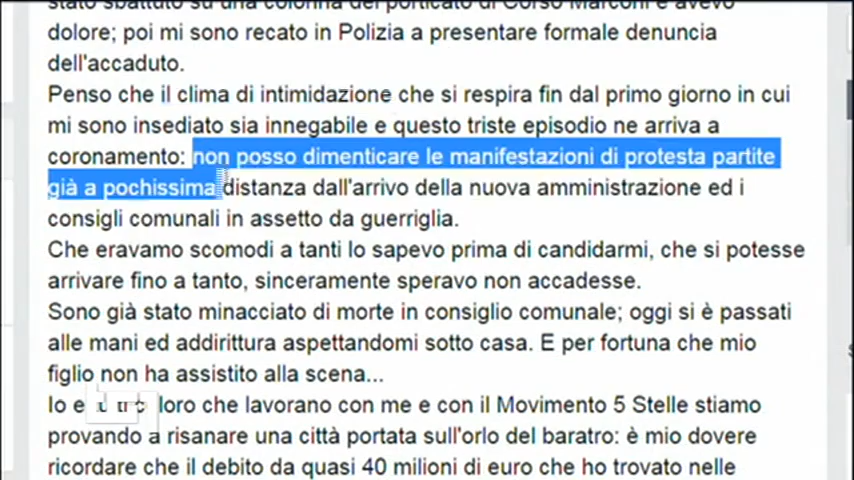 stato sbattuto su una colonna del porticato di Corso Marconi e avevo
dolore; poi mi sono recato in Polizia a presentare formale denuncia
dell'accaduto.
Penso che il clima di intimidazione che si respira fin dal primo giorno in cui
mi sono insediato sia innegabile e questo triste episodio ne arriva a
coronamento: non posso dimenticare le manifestazioni di protesta partite
già a pochissima distanza dall'arrivo della nuova amministrazione ed i
consigli comunali in assetto da guerriglia.
Che eravamo scomodi a tanti lo sapevo prima di candidarmi, che si potesse
arrivare fino a tanto, sinceramente speravo non accadesse.
Sono già stato minacciato di morte in consiglio comunale; oggi si è passati
alle mani ed addirittura aspettandomi sotto casa. E per fortuna che mio
figlio non ha assistito alla scena...
Io e loro che lavorano con me e con il Movimento 5 Stelle stiamo
provando a risanare una città portata sull'orlo del baratro: è mio dovere
ricordare che il debito da quasi 40 milioni di euro che ho trovato nelle